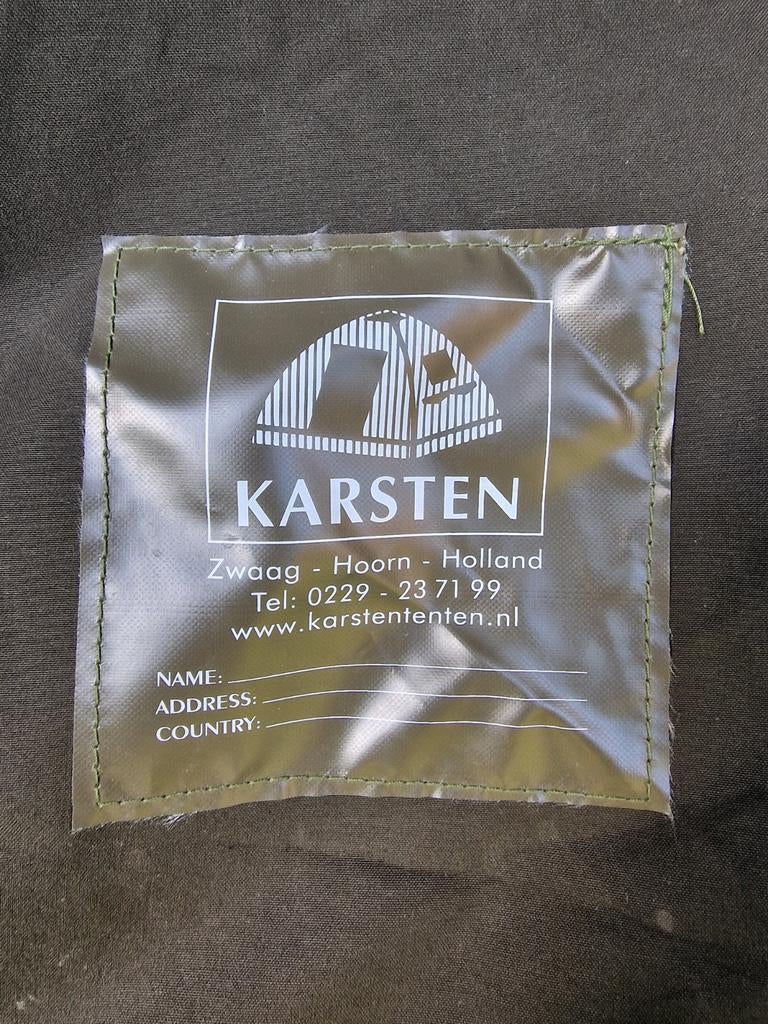 KARSTEN
Zwaag - Hoorn - Holland
Tel: 0229 - 23 71 99
www.karstententen.nl
NAME:
ADDRESS:
COUNTRY: